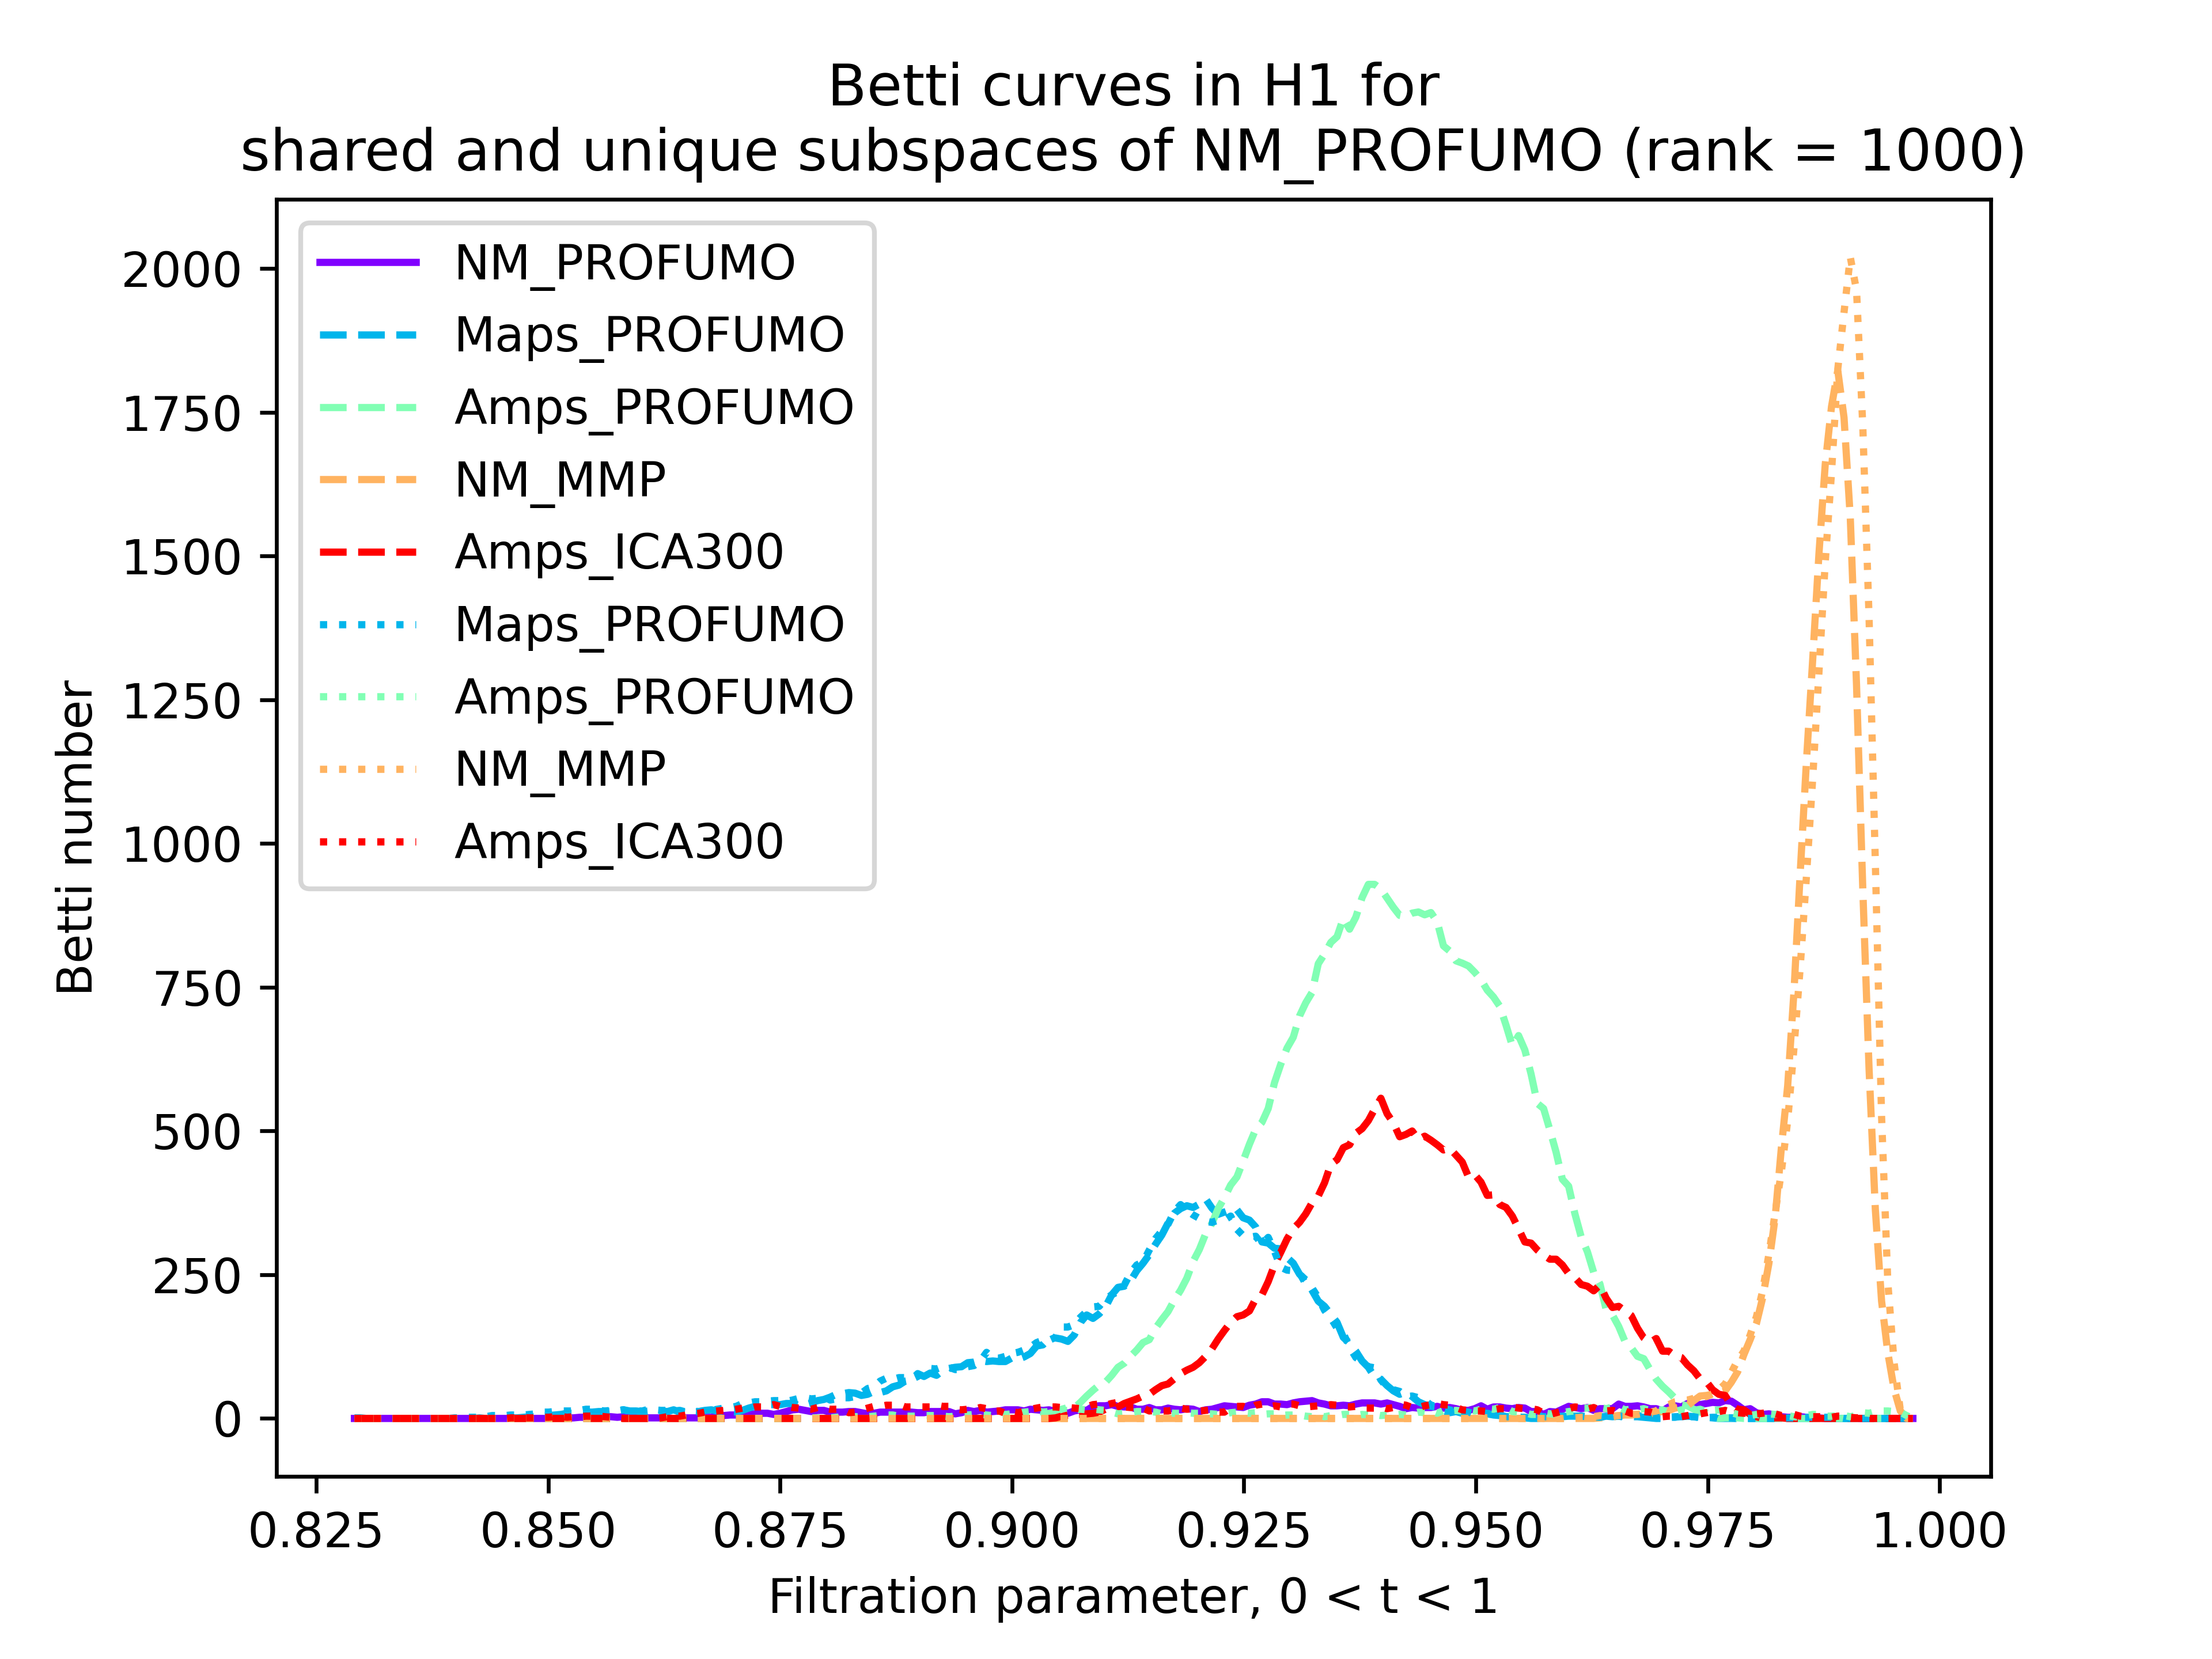 Betti curves in H1 for
shared and unique subspaces of NM_PROFUMO (rank = 1000)
NM_PROFUMO
Maps_PROFUMO
Amps_PROFUMO
NM_MMP
Amps_ICA300
Maps_PROFUMO
Amps_PROFUMO
NM_MMP
Amps_ICA300
2000
1750
1500
1250
1000
750
500
250
0
Betti number
0.825 0.850 0.875 0.900 0.925 0.950 0.975 1.000
Filtration parameter, 0 < t < 1